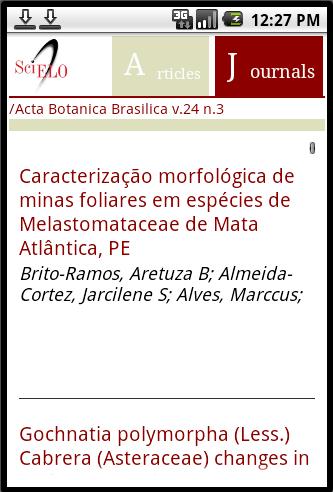 3G 12:27 PM
SciELO
Articles Journals
/Acta Botanica Brasilica v.24 n.3
Caracterização morfológica de
minas foliares em espécies de
Melastomataceae de Mata
Atlântica, PE
Brito-Ramos, Aretuza B; Almeida-
Cortez, Jarcilene S; Alves, Marccus;
Gochnatia polymorpha (Less.)
Cabrera (Asteraceae) changes in